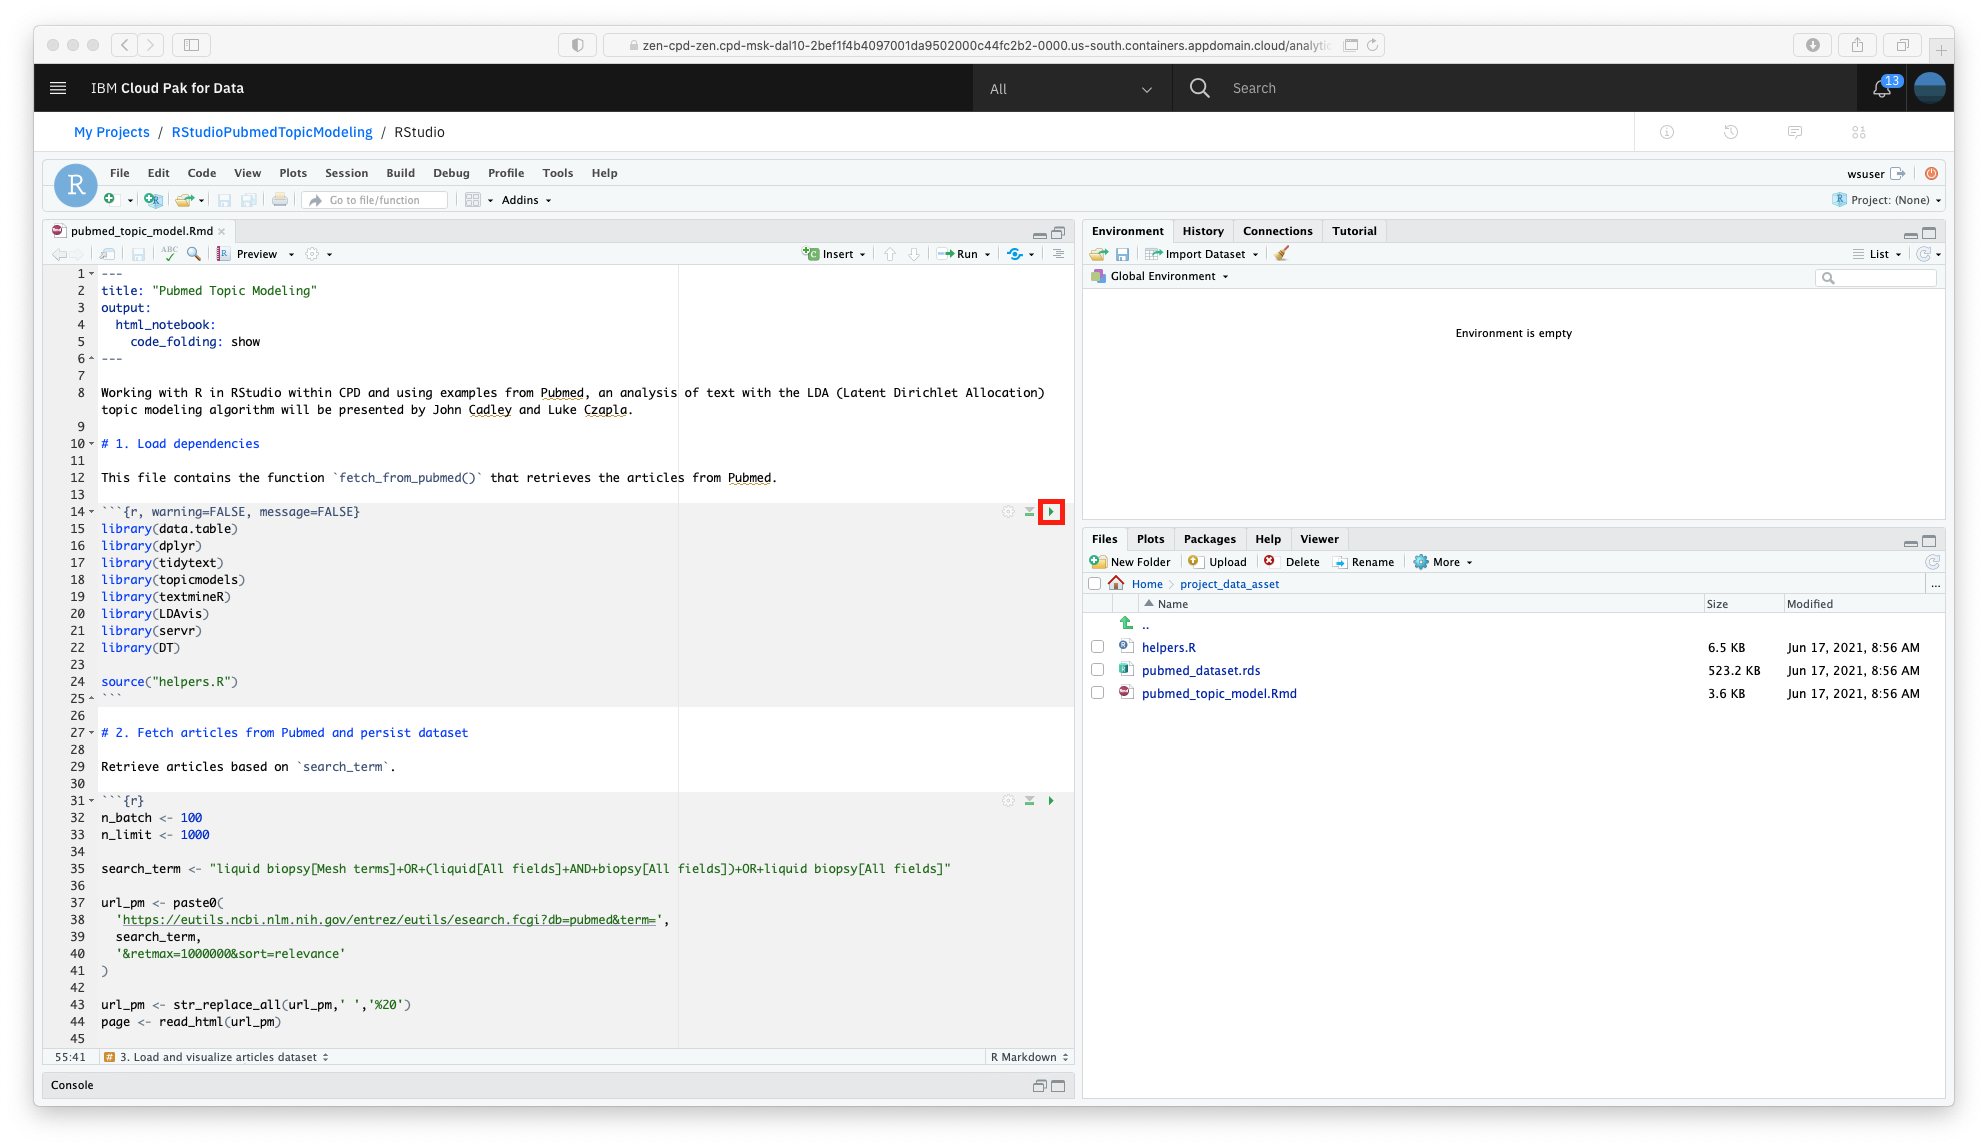 zen-cpd-zen.cpd-msk-dal10-2bef1f4b4097001da9502000c44fc2b2-0000.us-south.containers.appdomain.cloud/analytic
IBM Cloud Pak for Data
All
Search
13
My Projects / RStudioPubmedTopicModeling / RStudio
R
File Edit Code View Plots Session Build Debug Profile Tools Help
wsuser
Go to file/function
Addins
Project: (None)
pubmed_topic_model.Rmd
ABC
Preview
Insert
Run
1 ---
2 title: "Pubmed Topic Modeling"
3 output:
4   html_notebook:
5     code_folding: show
6 ---
7
8 Working with R in RStudio within CPD and using examples from Pubmed, an analysis of text with the LDA (Latent Dirichlet Allocation)
topic modeling algorithm will be presented by John Cadley and Luke Czapla.
9
10 # 1. Load dependencies
11
12 This file contains the function `fetch_from_pubmed()` that retrieves the articles from Pubmed.
13
14 ```{r, warning=FALSE, message=FALSE}
15 library(data.table)
16 library(dplyr)
17 library(tidytext)
18 library(topicmodels)
19 library(textmineR)
20 library(LDAvis)
21 library(servr)
22 library(DT)
23
24 source("helpers.R")
25 ```
26
27 # 2. Fetch articles from Pubmed and persist dataset
28
29 Retrieve articles based on `search_term`.
30
31 ```{r}
32 n_batch <- 100
33 n_limit <- 1000
34
35 search_term <- "liquid biopsy[Mesh terms]+OR+(liquid[All fields]+AND+biopsy[All fields])+OR+liquid biopsy[All fields]"
36
37 url_pm <- paste0(
38   'https://eutils.ncbi.nlm.nih.gov/entrez/eutils/esearch.fcgi?db=pubmed&term=',
39   search_term,
40   '&retmax=1000000&sort=relevance'
41 )
42
43 url_pm <- str_replace_all(url_pm,' ','%20')
44 page <- read_html(url_pm)
45
55:41
# 3. Load and visualize articles dataset
R Markdown
Console
Environment History Connections Tutorial
Import Dataset
List
Global Environment
Environment is empty
Files Plots Packages Help Viewer
New Folder Upload Delete Rename More
Home project_data_asset
...
Name Size Modified
..
helpers.R 6.5 KB Jun 17, 2021, 8:56 AM
pubmed_dataset.rds 523.2 KB Jun 17, 2021, 8:56 AM
pubmed_topic_model.Rmd 3.6 KB Jun 17, 2021, 8:56 AM